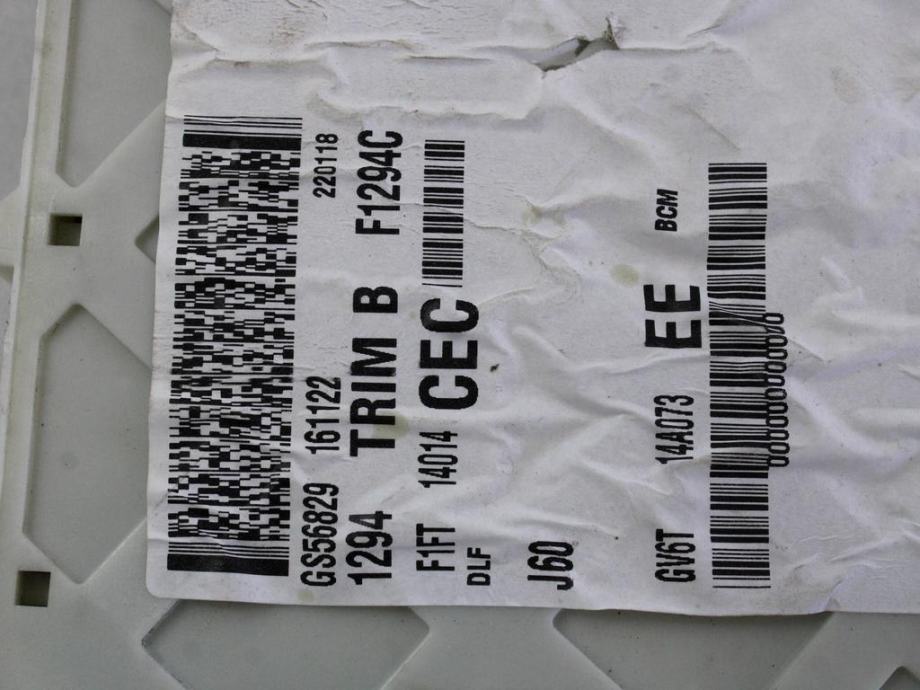 GS56829 161122 220118
1294 TRIM B F1294C
F1FT 14014 CEC
DLF
J60
GV6T 14A073 EE BCM